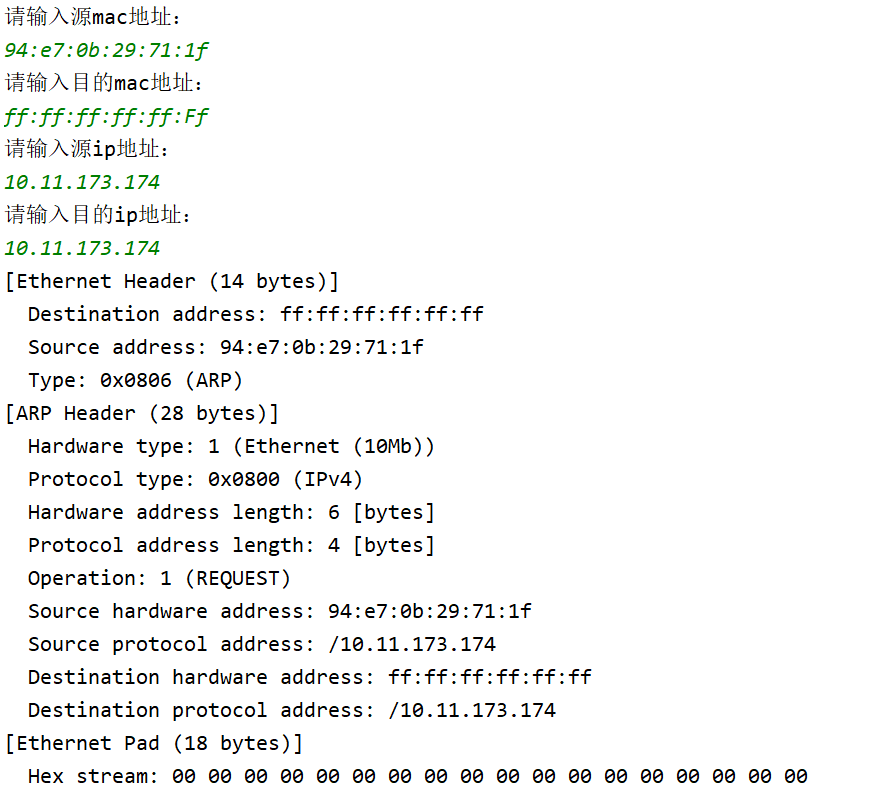 请输入源mac地址：
94:e7:0b:29:71:1f
请输入目的mac地址：
ff:ff:ff:ff:ff:Ff
请输入源ip地址：
10.11.173.174
请输入目的ip地址：
10.11.173.174
[Ethernet Header (14 bytes)]
  Destination address: ff:ff:ff:ff:ff:ff
  Source address: 94:e7:0b:29:71:1f
  Type: 0x0806 (ARP)
[ARP Header (28 bytes)]
  Hardware type: 1 (Ethernet (10Mb))
  Protocol type: 0x0800 (IPv4)
  Hardware address length: 6 [bytes]
  Protocol address length: 4 [bytes]
  Operation: 1 (REQUEST)
  Source hardware address: 94:e7:0b:29:71:1f
  Source protocol address: /10.11.173.174
  Destination hardware address: ff:ff:ff:ff:ff:ff
  Destination protocol address: /10.11.173.174
[Ethernet Pad (18 bytes)]
  Hex stream: 00 00 00 00 00 00 00 00 00 00 00 00 00 00 00 00 00 00